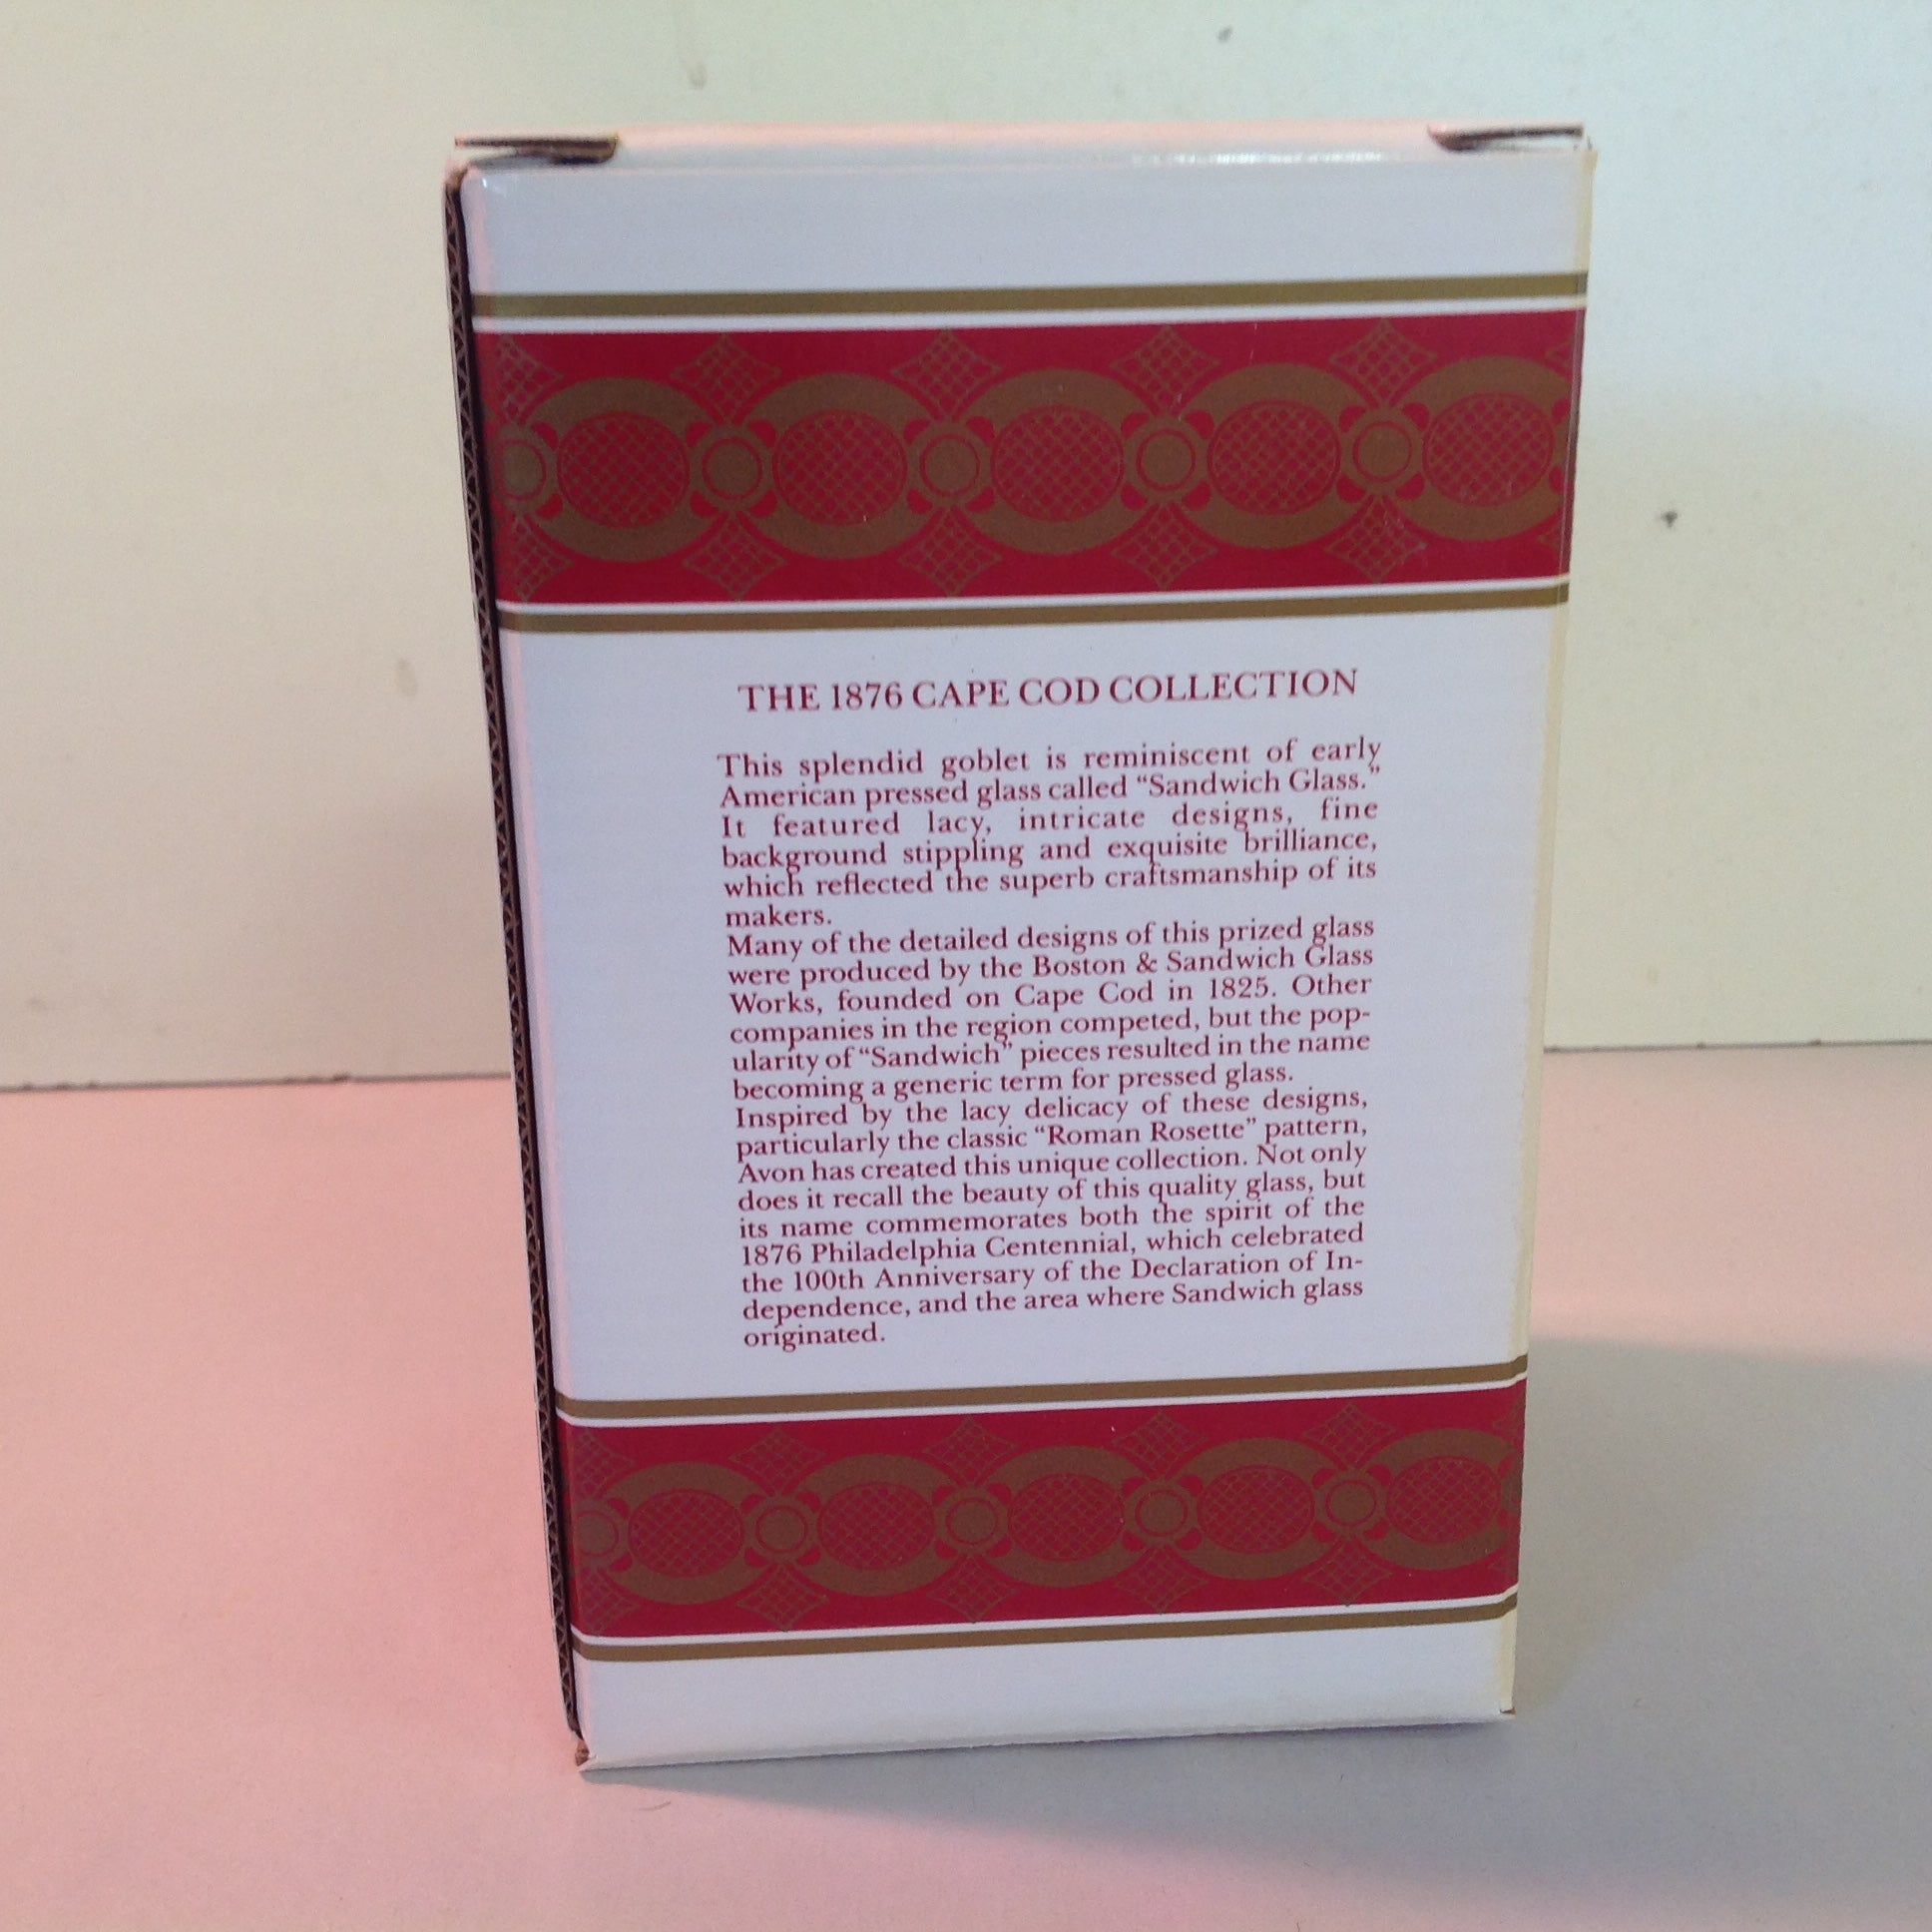 THE 1876 CAPE COD COLLECTION
This splendid goblet is reminiscent of early
American pressed glass called “Sandwich Glass.”
It featured lacy, intricate designs, fine
background stippling and exquisite brilliance,
which reflected the superb craftsmanship of its
makers.
Many of the detailed designs of this prized glass
were produced by the Boston & Sandwich Glass
Works, founded on Cape Cod in 1825. Other
companies in the region competed, but the pop-
ularity of “Sandwich” pieces resulted in the name
becoming a generic term for pressed glass.
Inspired by the lacy delicacy of these designs,
particularly the classic “Roman Rosette” pattern,
Avon has created this unique collection. Not only
does it recall the beauty of this quality glass, but
its name commemorates both the spirit of the
1876 Philadelphia Centennial, which celebrated
the 100th Anniversary of the Declaration of In-
dependence, and the area where Sandwich glass
originated.